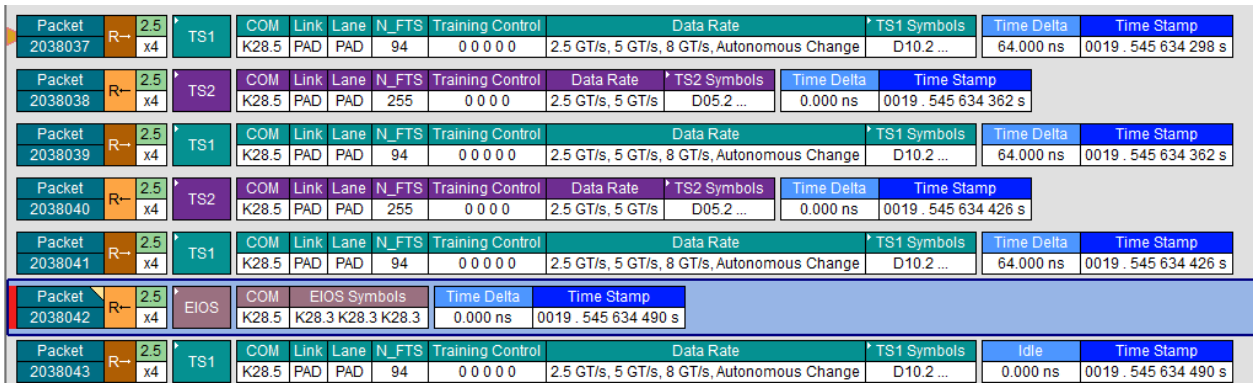 Packet R→ 2.5 TS1 COM Link Lane N_FTS Training Control Data Rate TS1 Symbols Time Delta Time Stamp
2038037 x4 K28.5 PAD PAD 94 0 0 0 0 0 2.5 GT/s, 5 GT/s, 8 GT/s, Autonomous Change D10.2 ... 64.000 ns 0019 . 545 634 298 s
Packet R← 2.5 TS2 COM Link Lane N_FTS Training Control Data Rate TS2 Symbols Time Delta Time Stamp
2038038 x4 K28.5 PAD PAD 255 0 0 0 0 2.5 GT/s, 5 GT/s D05.2 ... 0.000 ns 0019 . 545 634 362 s
Packet R→ 2.5 TS1 COM Link Lane N_FTS Training Control Data Rate TS1 Symbols Time Delta Time Stamp
2038039 x4 K28.5 PAD PAD 94 0 0 0 0 0 2.5 GT/s, 5 GT/s, 8 GT/s, Autonomous Change D10.2 ... 64.000 ns 0019 . 545 634 362 s
Packet R← 2.5 TS2 COM Link Lane N_FTS Training Control Data Rate TS2 Symbols Time Delta Time Stamp
2038040 x4 K28.5 PAD PAD 255 0 0 0 0 2.5 GT/s, 5 GT/s D05.2 ... 0.000 ns 0019 . 545 634 426 s
Packet R→ 2.5 TS1 COM Link Lane N_FTS Training Control Data Rate TS1 Symbols Time Delta Time Stamp
2038041 x4 K28.5 PAD PAD 94 0 0 0 0 0 2.5 GT/s, 5 GT/s, 8 GT/s, Autonomous Change D10.2 ... 64.000 ns 0019 . 545 634 426 s
Packet R← 2.5 EIOS COM EIOS Symbols Time Delta Time Stamp
2038042 x4 K28.5 K28.3 K28.3 K28.3 0.000 ns 0019 . 545 634 490 s
Packet R→ 2.5 TS1 COM Link Lane N_FTS Training Control Data Rate TS1 Symbols Idle Time Stamp
2038043 x4 K28.5 PAD PAD 94 0 0 0 0 0 2.5 GT/s, 5 GT/s, 8 GT/s, Autonomous Change D10.2 ... 0.000 ns 0019 . 545 634 490 s